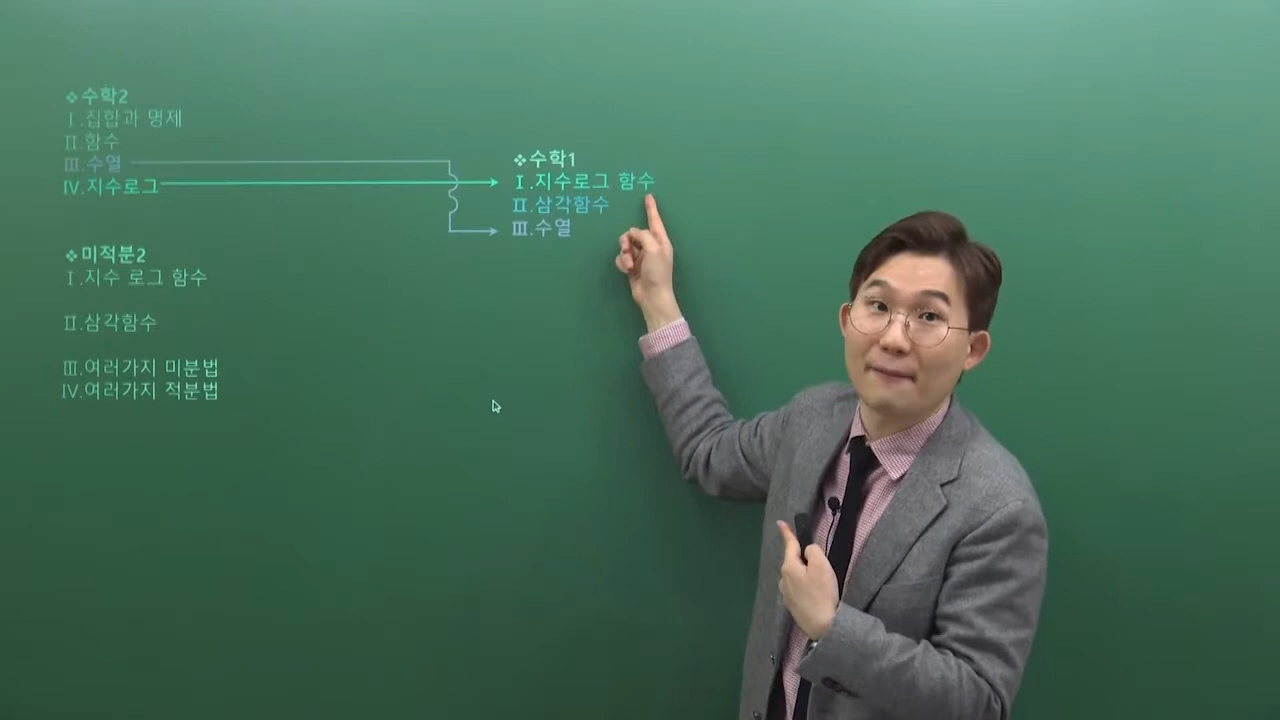 ❖수학2
Ⅰ.집합과 명제
Ⅱ.함수
Ⅲ.수열
Ⅳ.지수로그
❖미적분2
Ⅰ.지수 로그 함수
Ⅱ.삼각함수
Ⅲ.여러가지 미분법
Ⅳ.여러가지 적분법
❖수학1
Ⅰ.지수로그 함수
Ⅱ.삼각함수
Ⅲ.수열